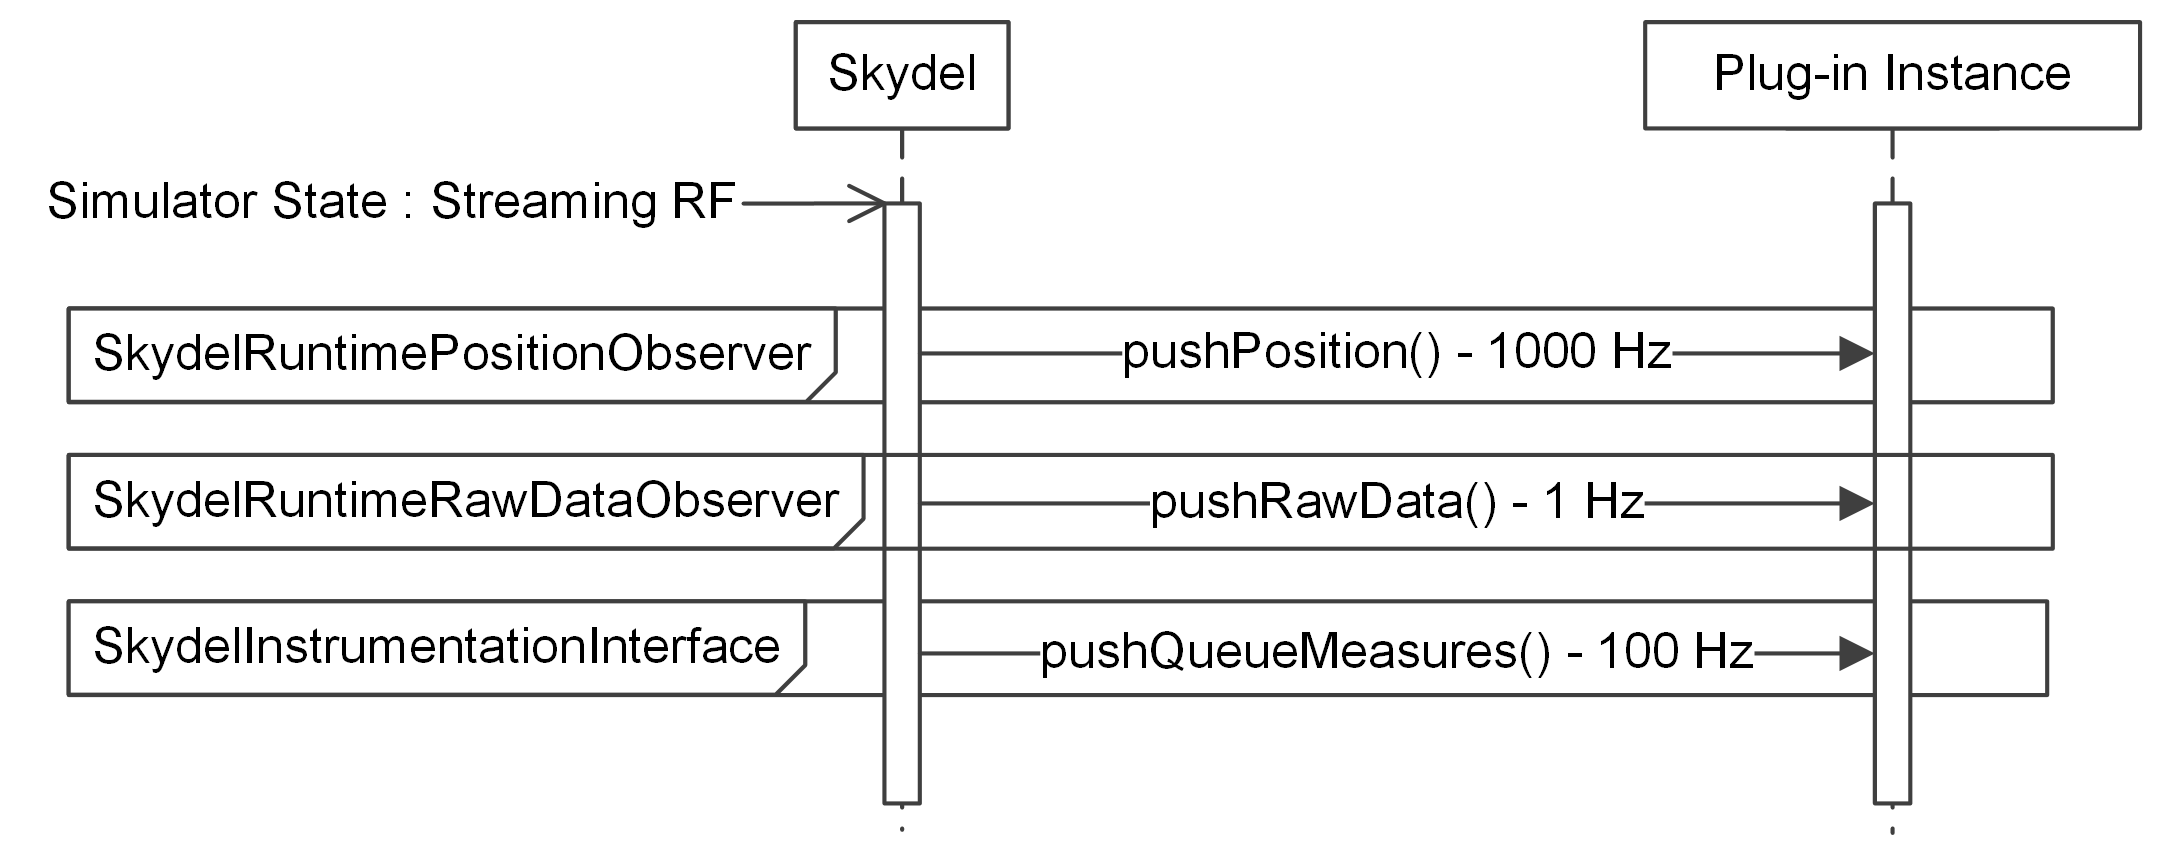 Skydel
Plug-in Instance
Simulator State : Streaming RF
SkydelRuntimePositionObserver
pushPosition() - 1000 Hz
SkydelRuntimeRawDataObserver
pushRawData() - 1 Hz
SkydelInstrumentationInterface
pushQueueMeasures() - 100 Hz